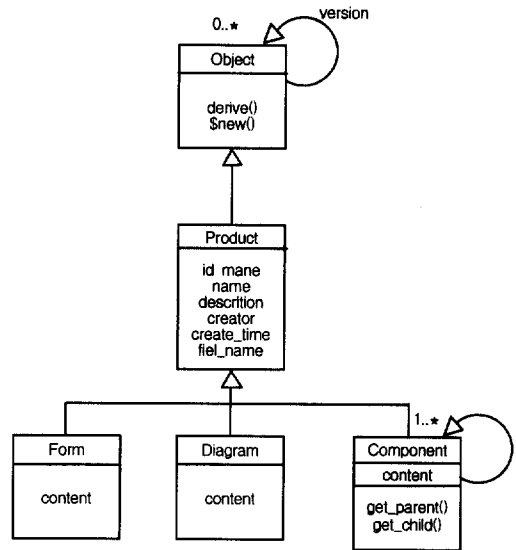 version
0..*
Object
derive()
$new()
Product
id mane
name
descrition
creator
create_time
fiel_name
1..*
Form
Diagram
Component
content
content
content
get_parent()
get_child()